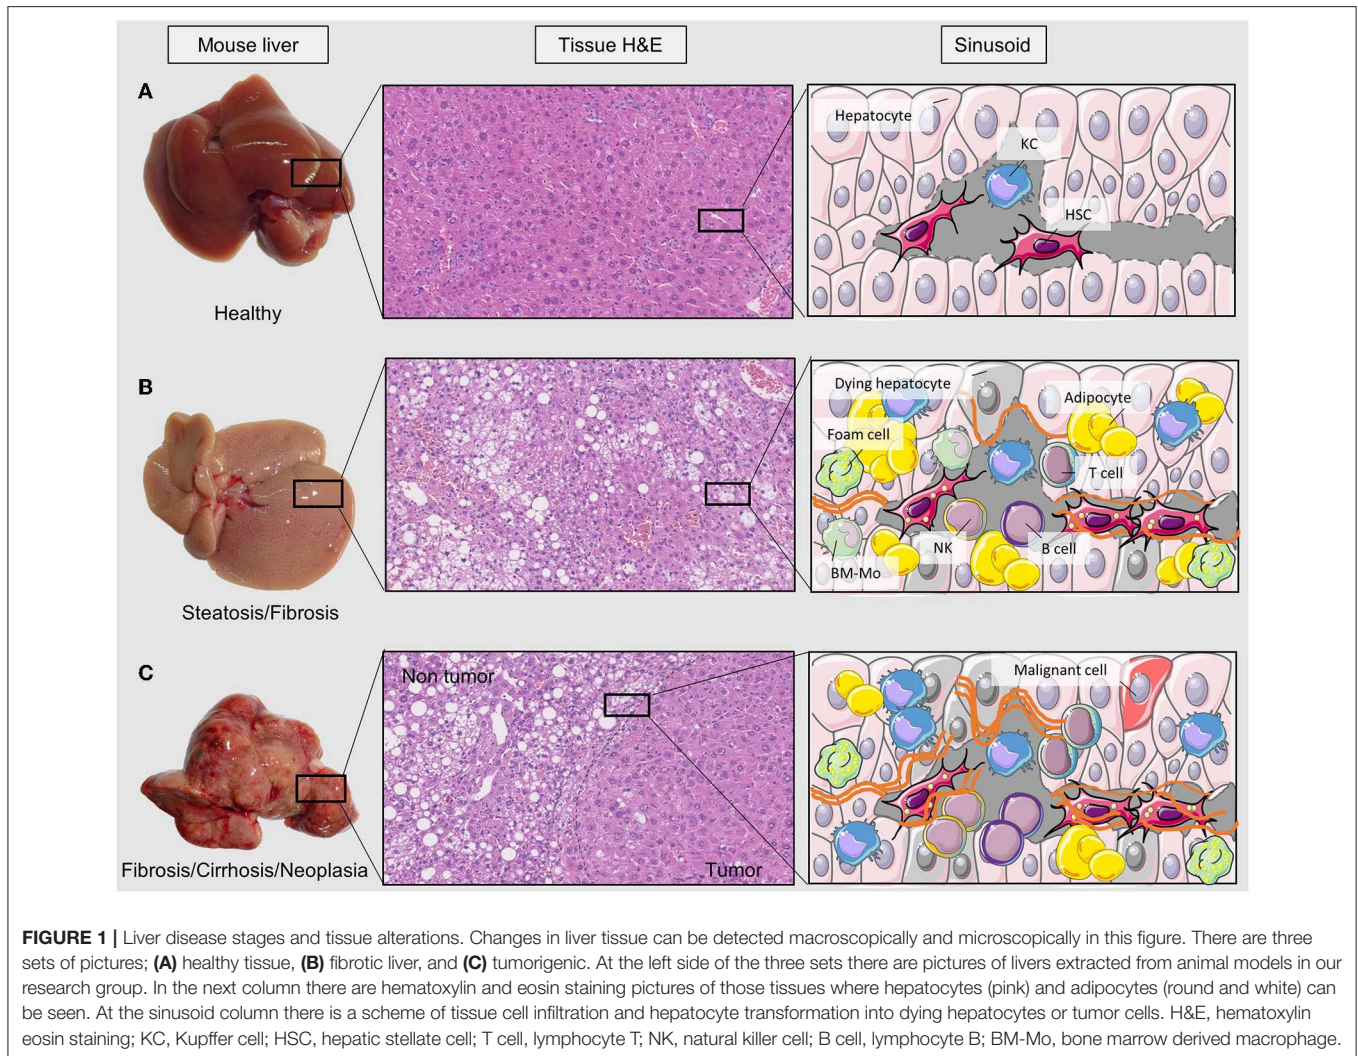 Mouse liver
Tissue H&E
Sinusoid
A
Hepatocyte
KC
HSC
Healthy
B
Dying hepatocyte
Adipocyte
Foam cell
T cell
NK
B cell
BM-Mo
Steatosis/Fibrosis
C
Non tumor
Malignant cell
Tumor
Fibrosis/Cirrhosis/Neoplasia
FIGURE 1 | Liver disease stages and tissue alterations. Changes in liver tissue can be detected macroscopically and microscopically in this figure. There are three
sets of pictures; (A) healthy tissue, (B) fibrotic liver, and (C) tumorigenic. At the left side of the three sets there are pictures of livers extracted from animal models in our
research group. In the next column there are hematoxylin and eosin staining pictures of those tissues where hepatocytes (pink) and adipocytes (round and white) can
be seen. At the sinusoid column there is a scheme of tissue cell infiltration and hepatocyte transformation into dying hepatocytes or tumor cells. H&E, hematoxylin
eosin staining; KC, Kupffer cell; HSC, hepatic stellate cell; T cell, lymphocyte T; NK, natural killer cell; B cell, lymphocyte B; BM-Mo, bone marrow derived macrophage.